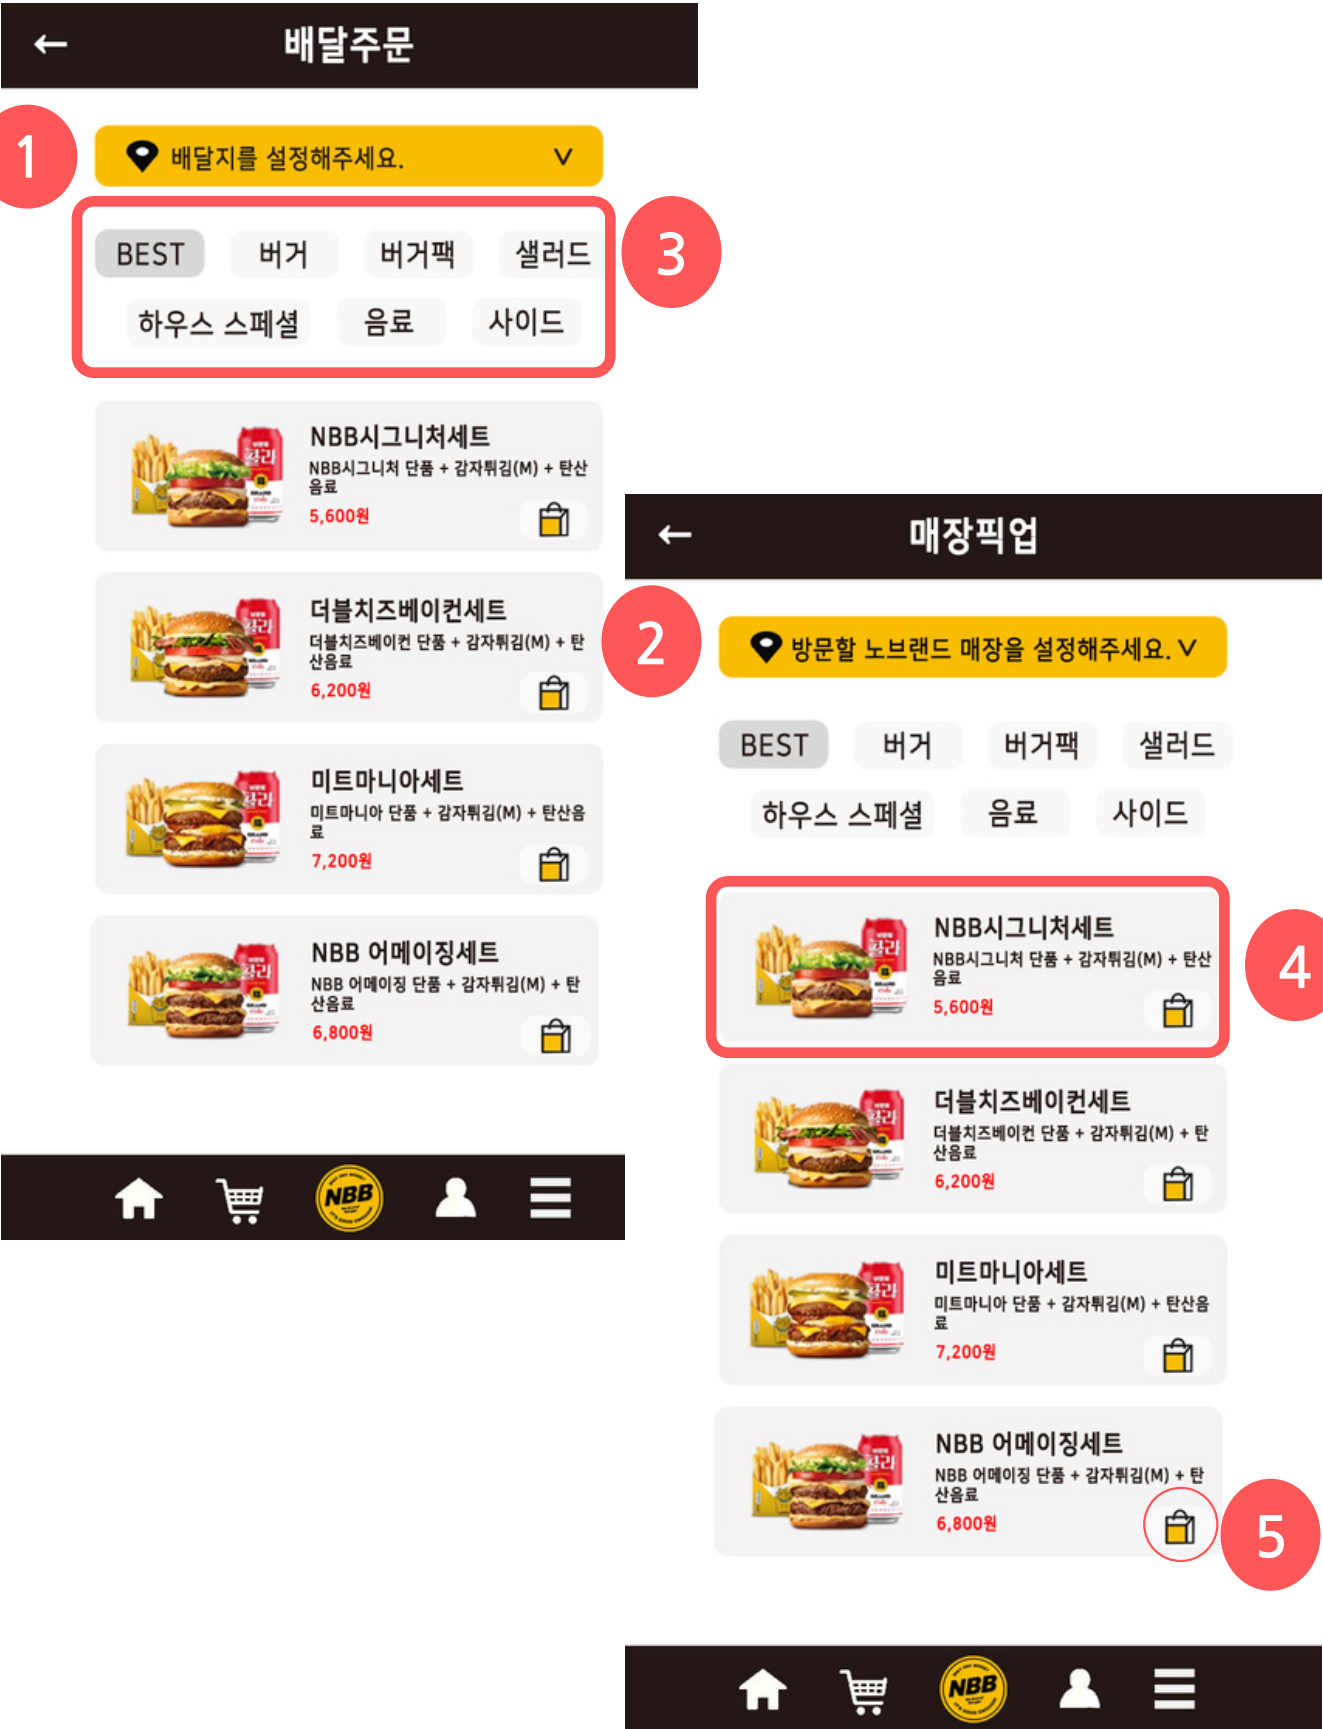 ← 배달주문
1
배달지를 설정해주세요. V
3
BEST 버거 버거팩 샐러드
하우스 스페셜 음료 사이드
NBB시그니처세트
NBB시그니처 단품 + 감자튀김(M) + 탄산
음료
5,600원
더블치즈베이컨세트
더블치즈베이컨 단품 + 감자튀김(M) + 탄
산음료
6,200원
미트마니아세트
미트마니아 단품 + 감자튀김(M) + 탄산음
료
7,200원
NBB 어메이징세트
NBB 어메이징 단품 + 감자튀김(M) + 탄
산음료
6,800원
NBB
← 매장픽업
2
방문할 노브랜드 매장을 설정해주세요. V
BEST 버거 버거팩 샐러드
하우스 스페셜 음료 사이드
NBB시그니처세트
NBB시그니처 단품 + 감자튀김(M) + 탄산
음료
5,600원
4
더블치즈베이컨세트
더블치즈베이컨 단품 + 감자튀김(M) + 탄
산음료
6,200원
미트마니아세트
미트마니아 단품 + 감자튀김(M) + 탄산음
료
7,200원
NBB 어메이징세트
NBB 어메이징 단품 + 감자튀김(M) + 탄
산음료
6,800원
5
NBB